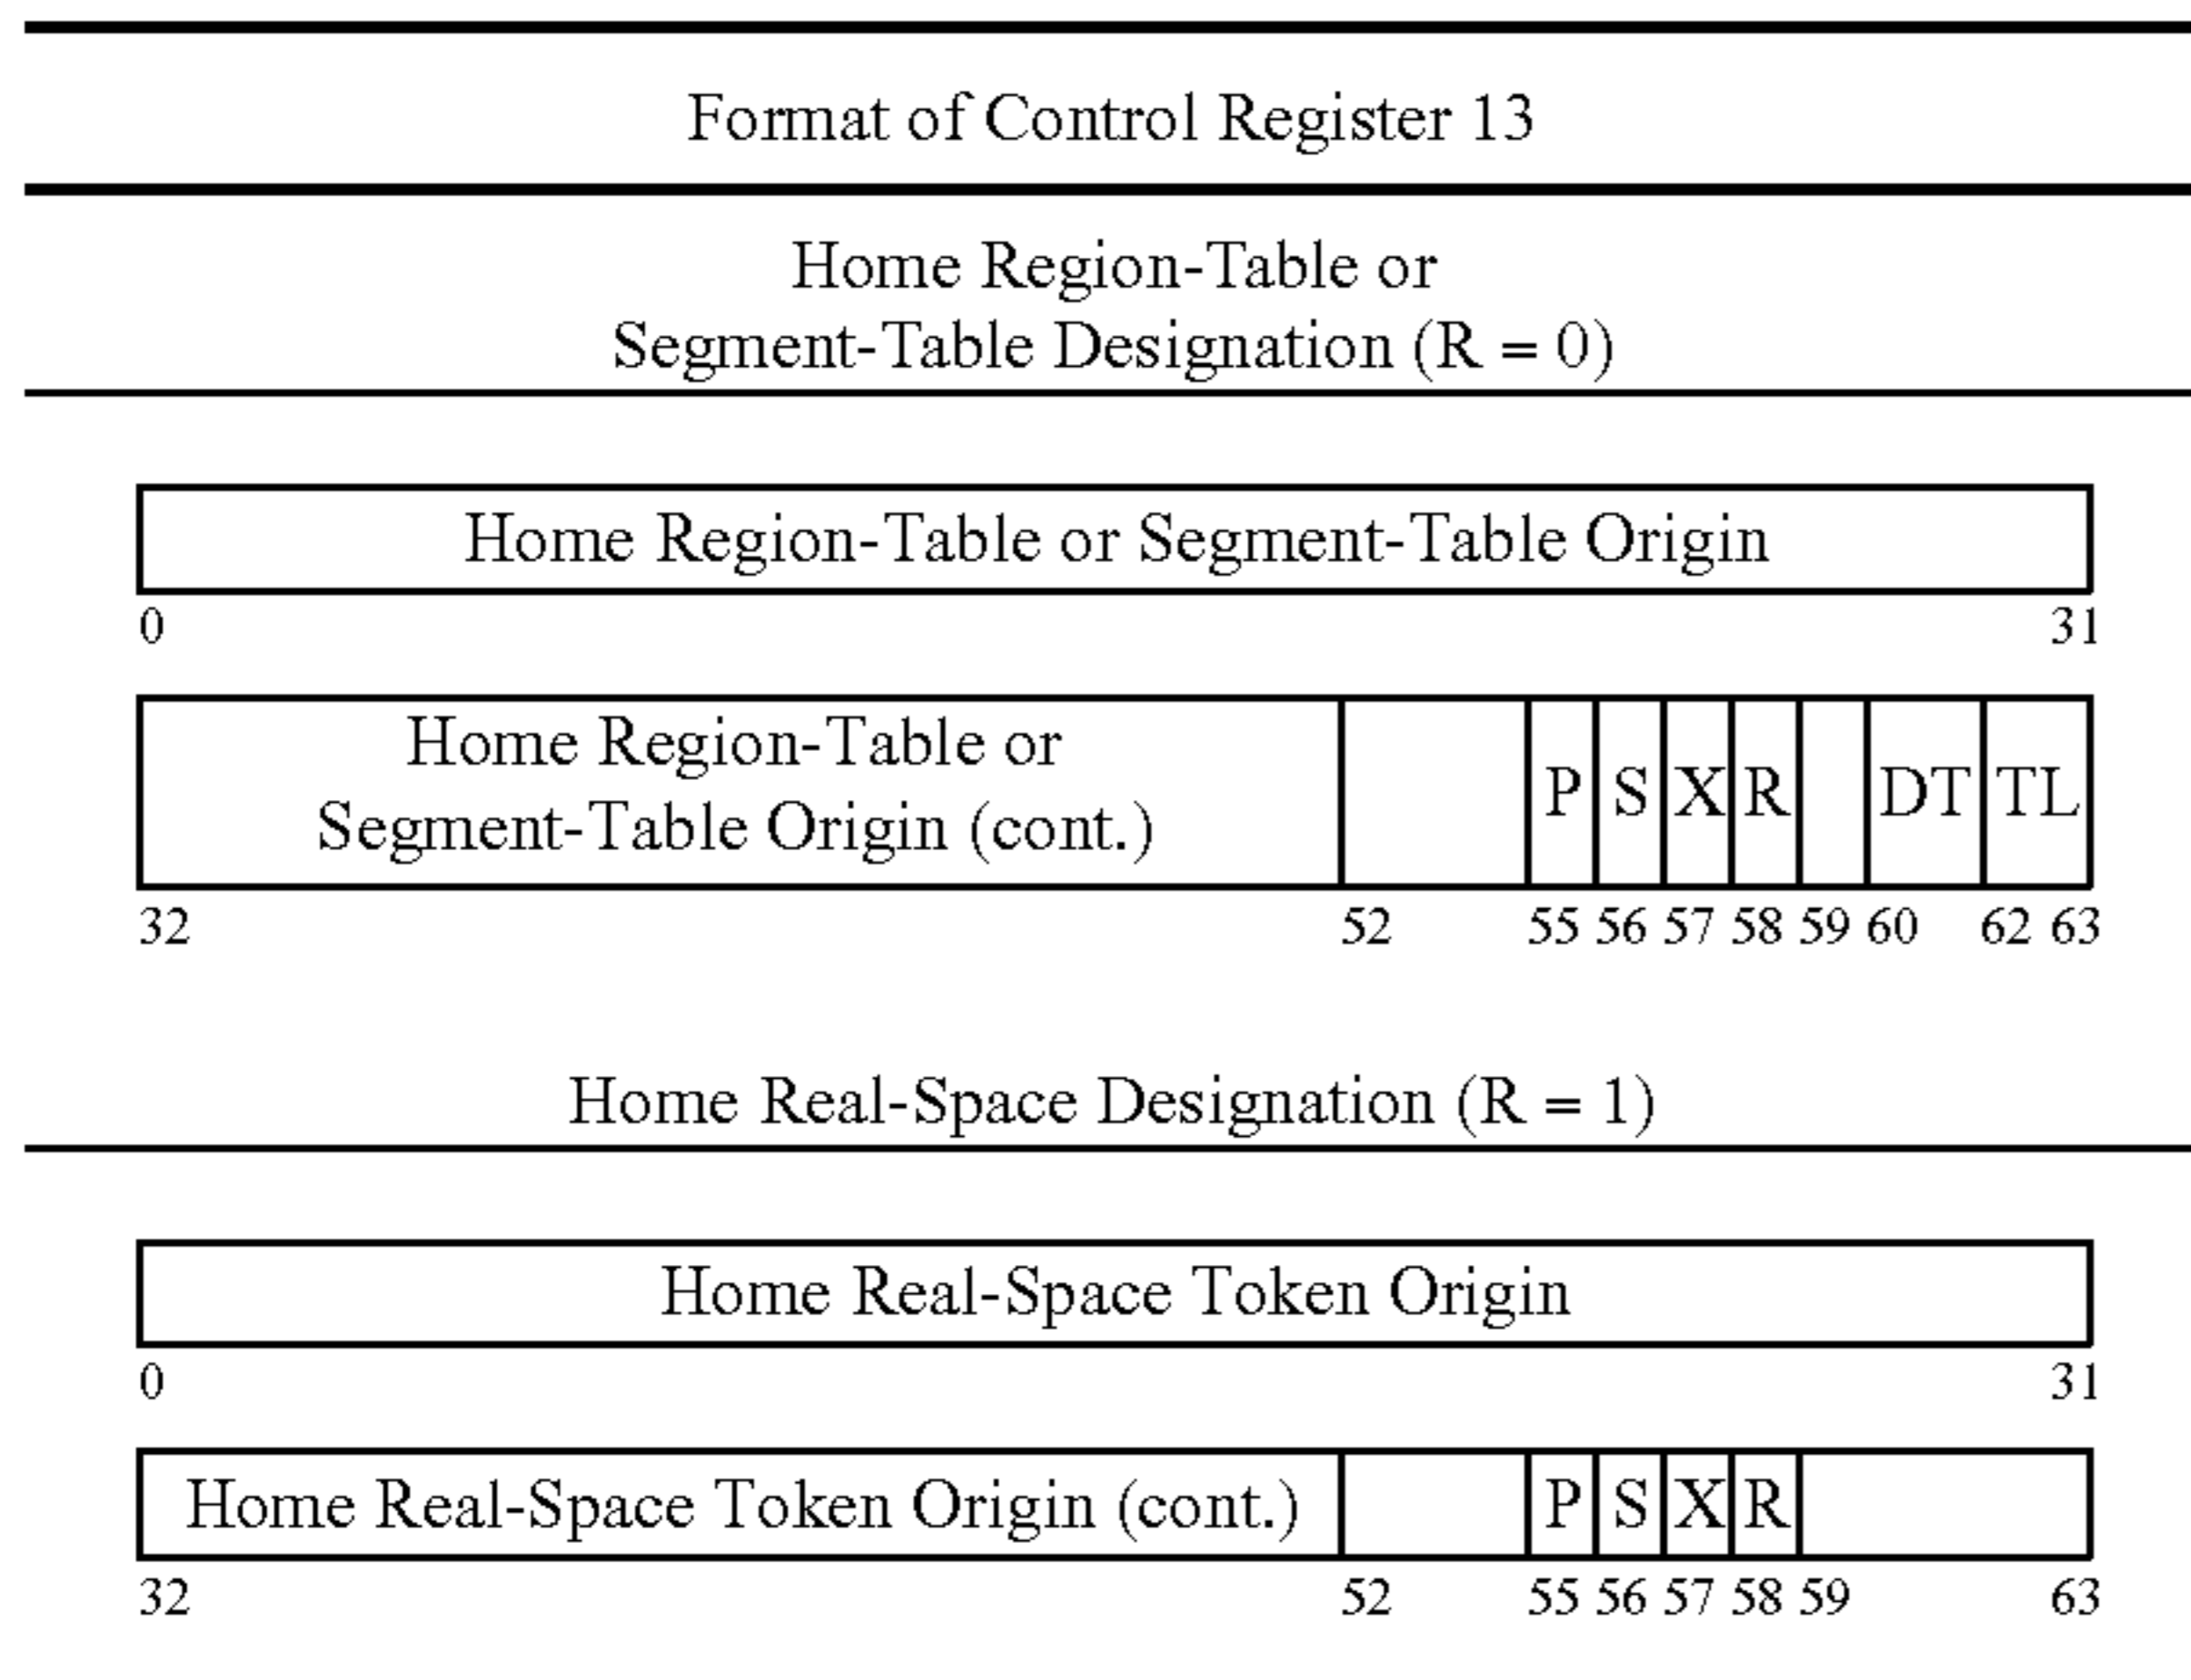 Format of Control Register 13
Home Region-Table or
Segment-Table Designation (R = 0)
Home Region-Table or Segment-Table Origin
0 31
Home Region-Table or
Segment-Table Origin (cont.)
P S X R DT TL
32 52 55 56 57 58 59 60 62 63
Home Real-Space Designation (R = 1)
Home Real-Space Token Origin
0 31
Home Real-Space Token Origin (cont.) P S X R
32 52 55 56 57 58 59 63